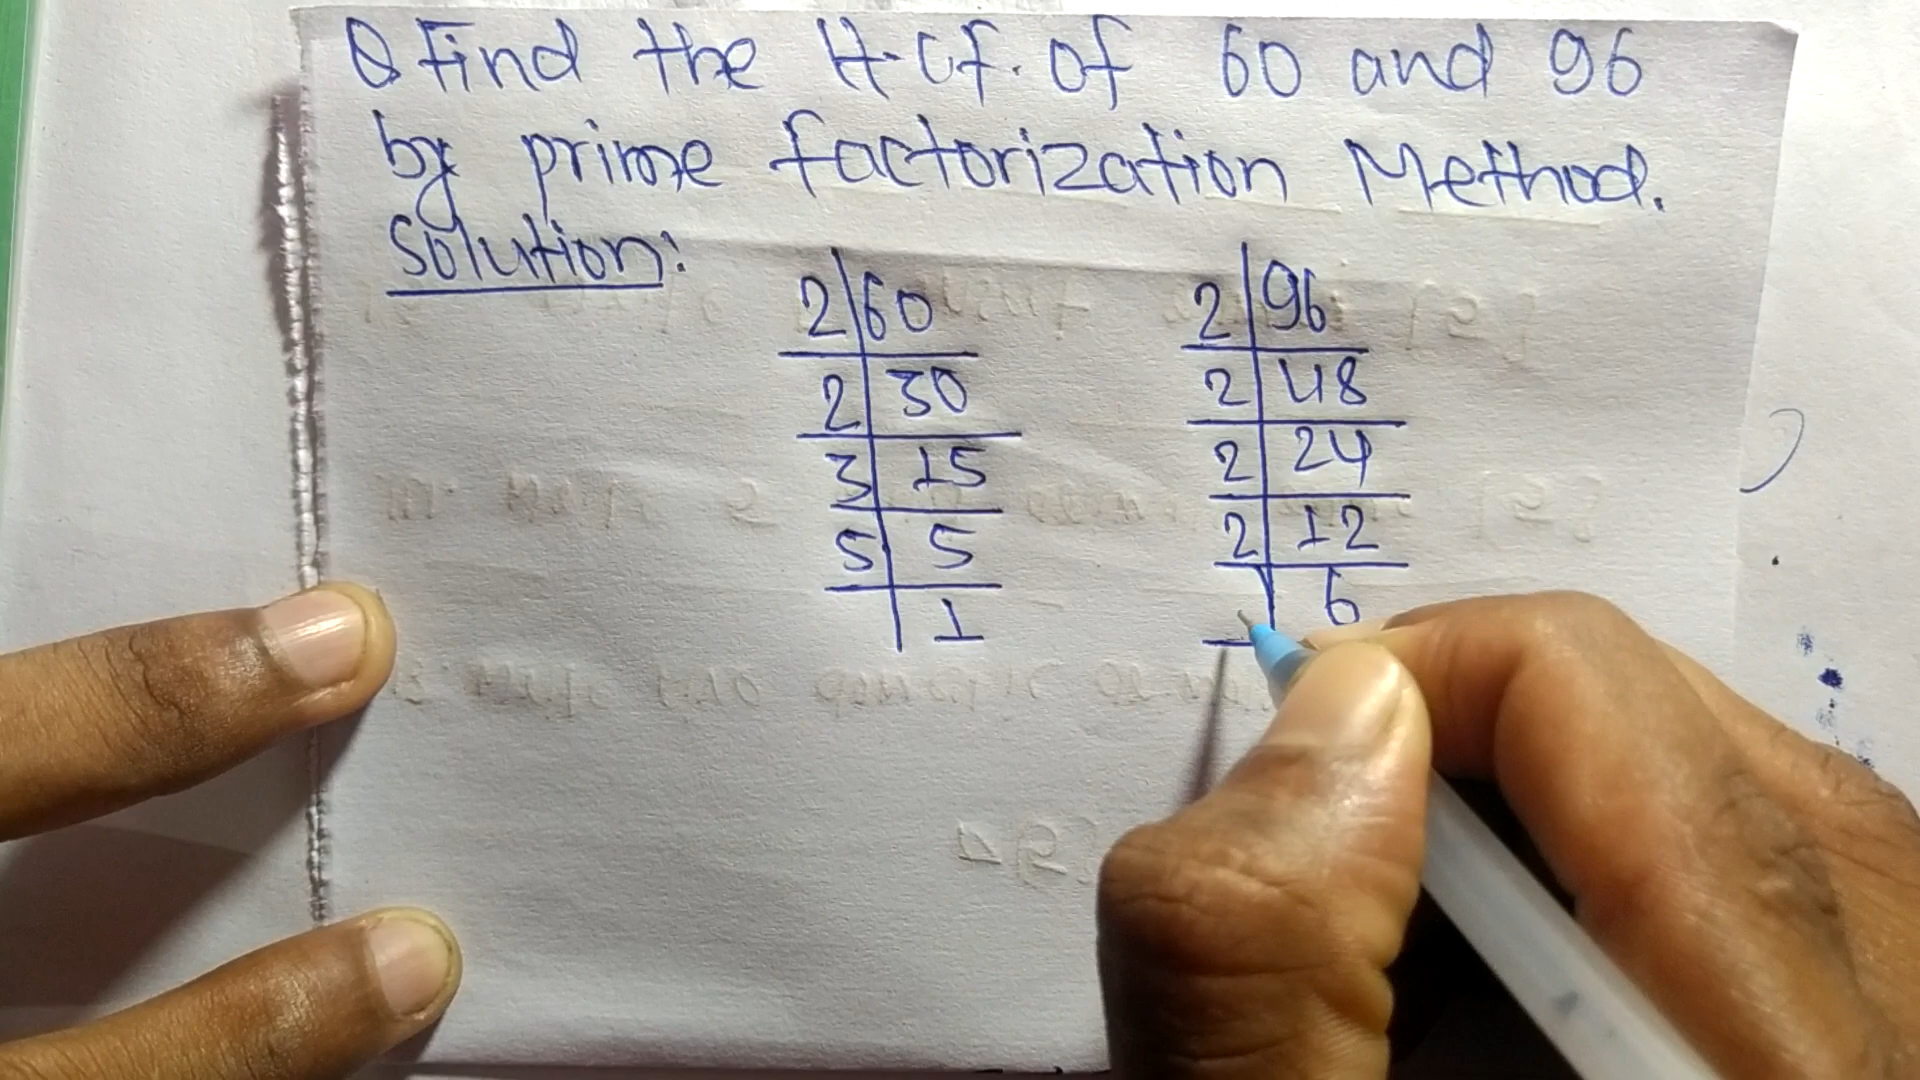 Q Find the H.C.F. of 60 and 96
by prime factorization Method.
Solution:
2 60 2 96
2 30 2 48
3 15 2 24
5 5 2 12
1 6